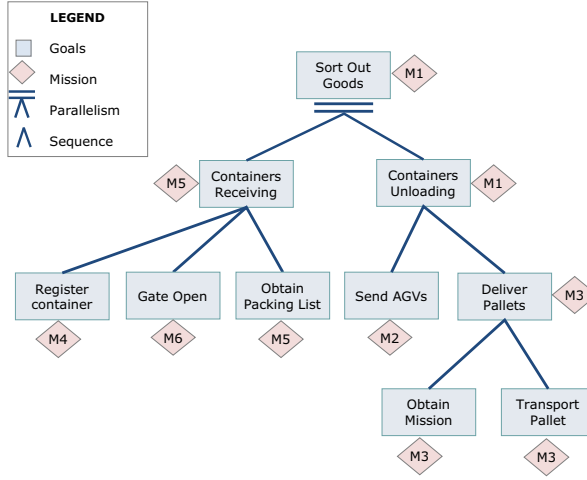 LEGEND
Goals
Mission
Parallelism
Sequence
Sort Out
Goods
M1
M5
Containers
Receiving
Containers
Unloading
M1
Register
container
Gate Open
Obtain
Packing List
Send AGVs
Deliver
Pallets
M3
M4
M6
M5
M2
Obtain
Mission
Transport
Pallet
M3
M3